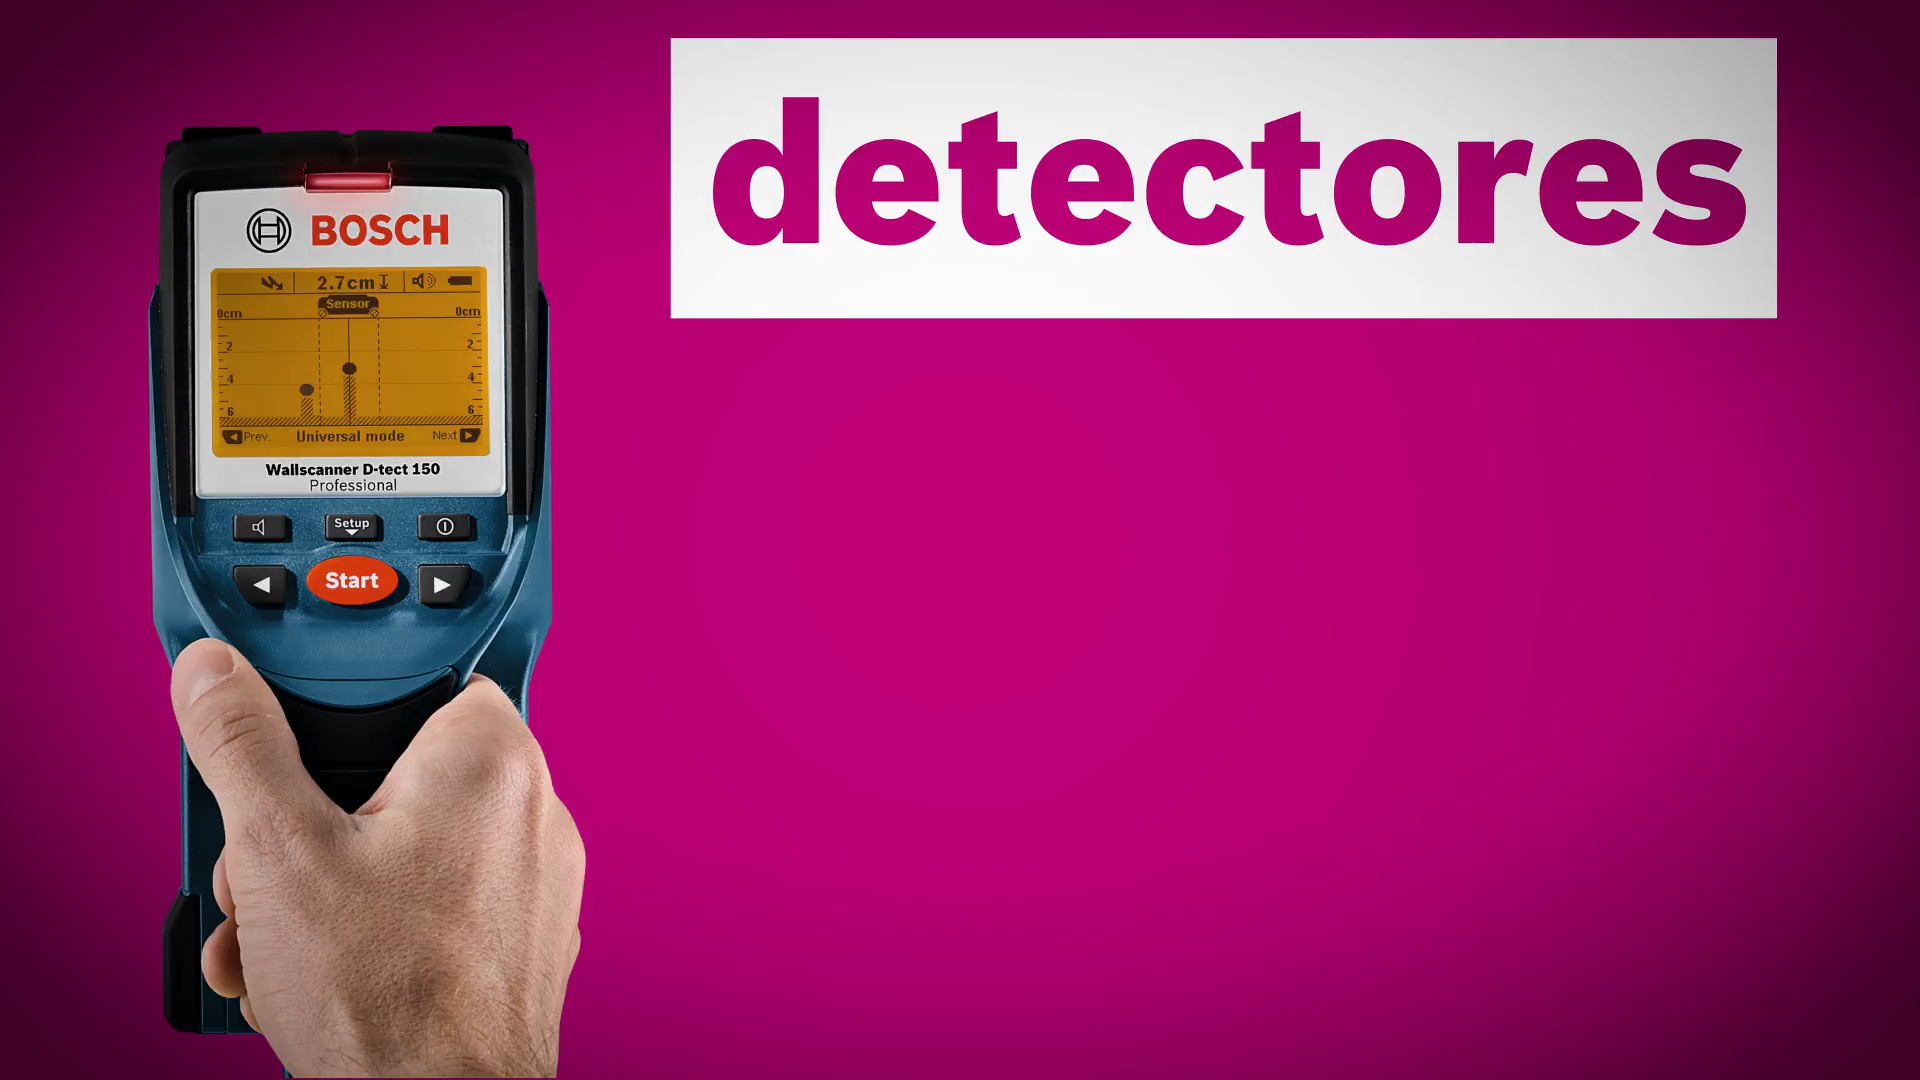 detectores
BOSCH
2.7cm
Sensor
0cm 0cm
2 2
4 4
6 6
Prev. Universal mode Next
Wallscanner D-tect 150
Professional
Setup
Start